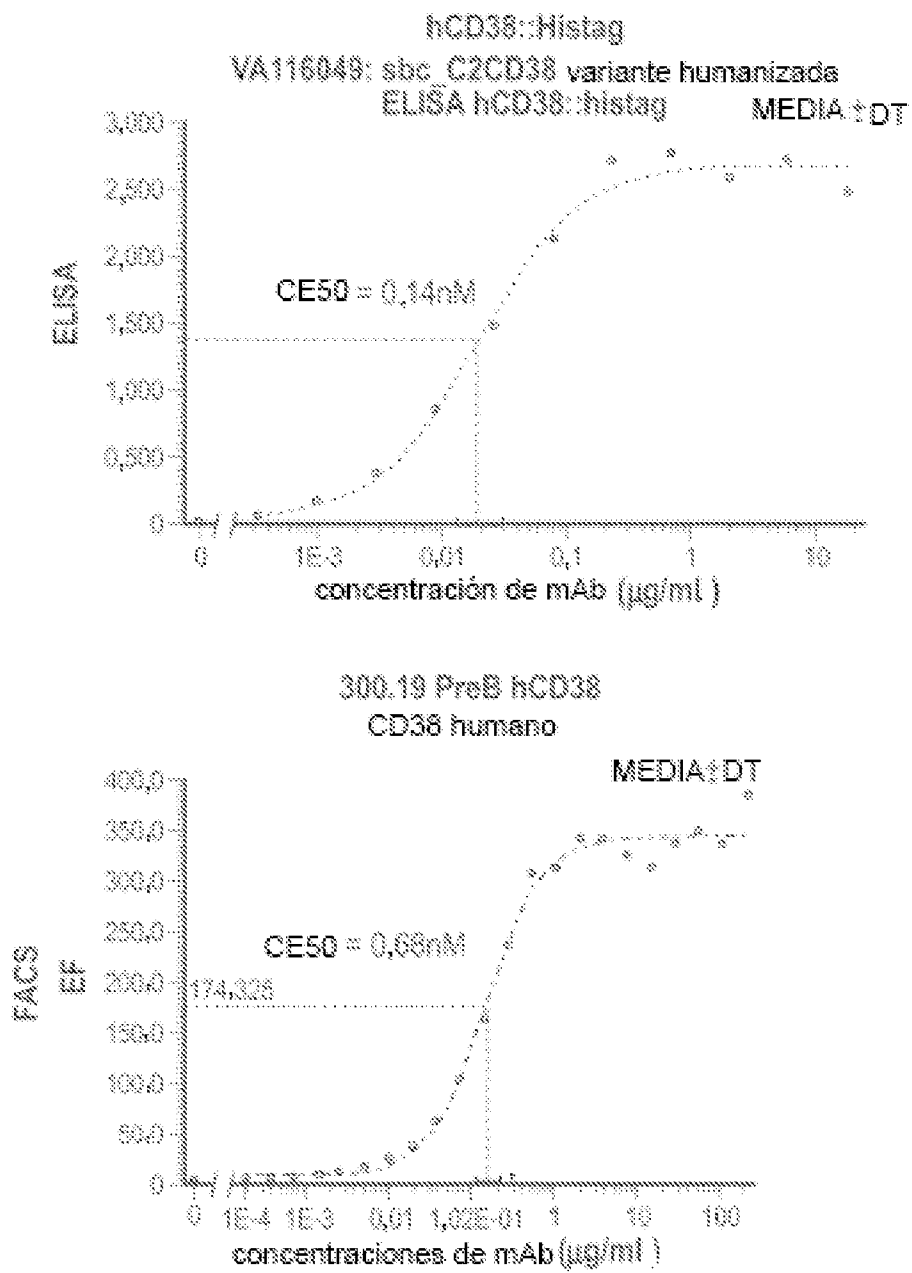 hCD38::Histag
VA116049: sbc_C2CD38 variante humanizada
ELISA hCD38::histag
MEDIA±DT
3,000
2,500
2,000
1,500
1,000
0,500
0
ELISA
CE50 = 0,14nM
0 1E-3 0,01 0,1 1 10
concentración de mAb (µg/ml )
300.19 PreB hCD38
CD38 humano
MEDIA±DT
400,0
350,0
300,0
250,0
200,0
150,0
100,0
50,0
0
FACS
EF
CE50 = 0,68nM
174,325
0 1E-4 1E-3 0,01 1,02E-01 1 10 100
concentraciones de mAb (µg/ml )